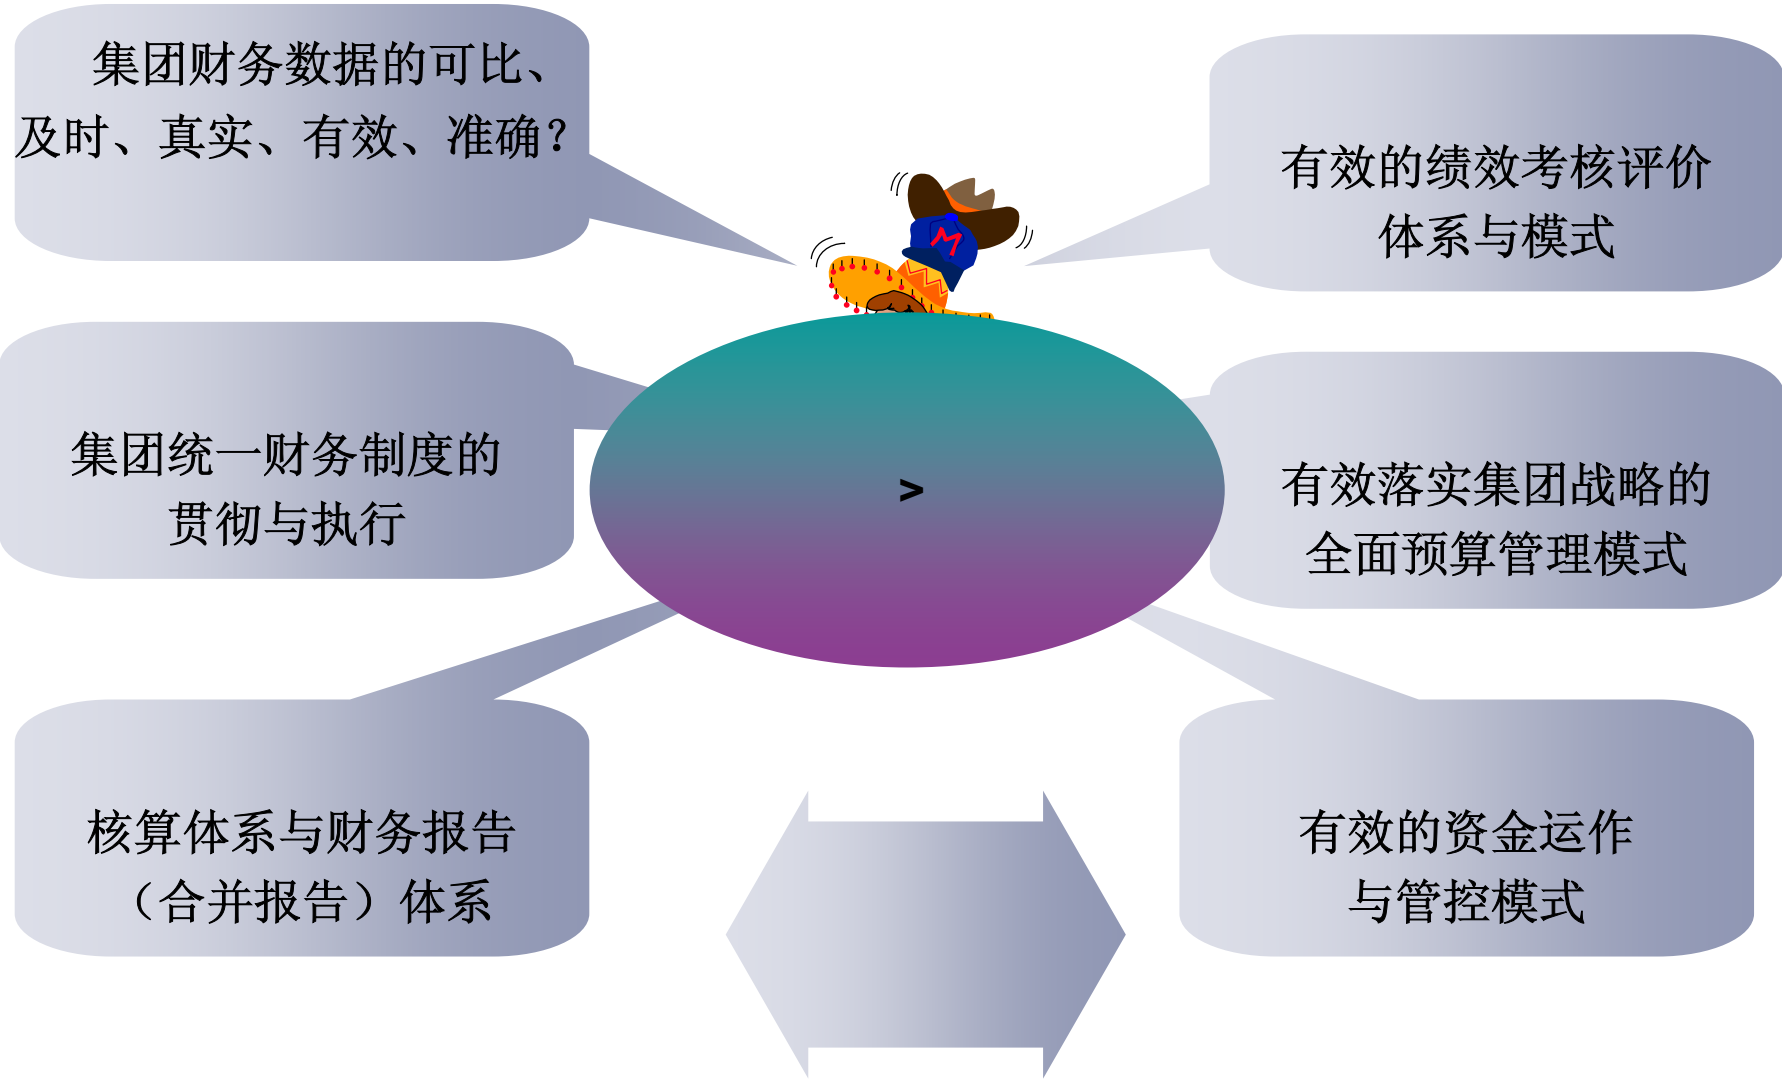 集团财务数据的可比、
及时、真实、有效、准确?
集团统一财务制度的
贯彻与执行
核算体系与财务报告
（合并报告）体系
M
>
有效的绩效考核评价
体系与模式
有效落实集团战略的
全面预算管理模式
有效的资金运作
与管控模式